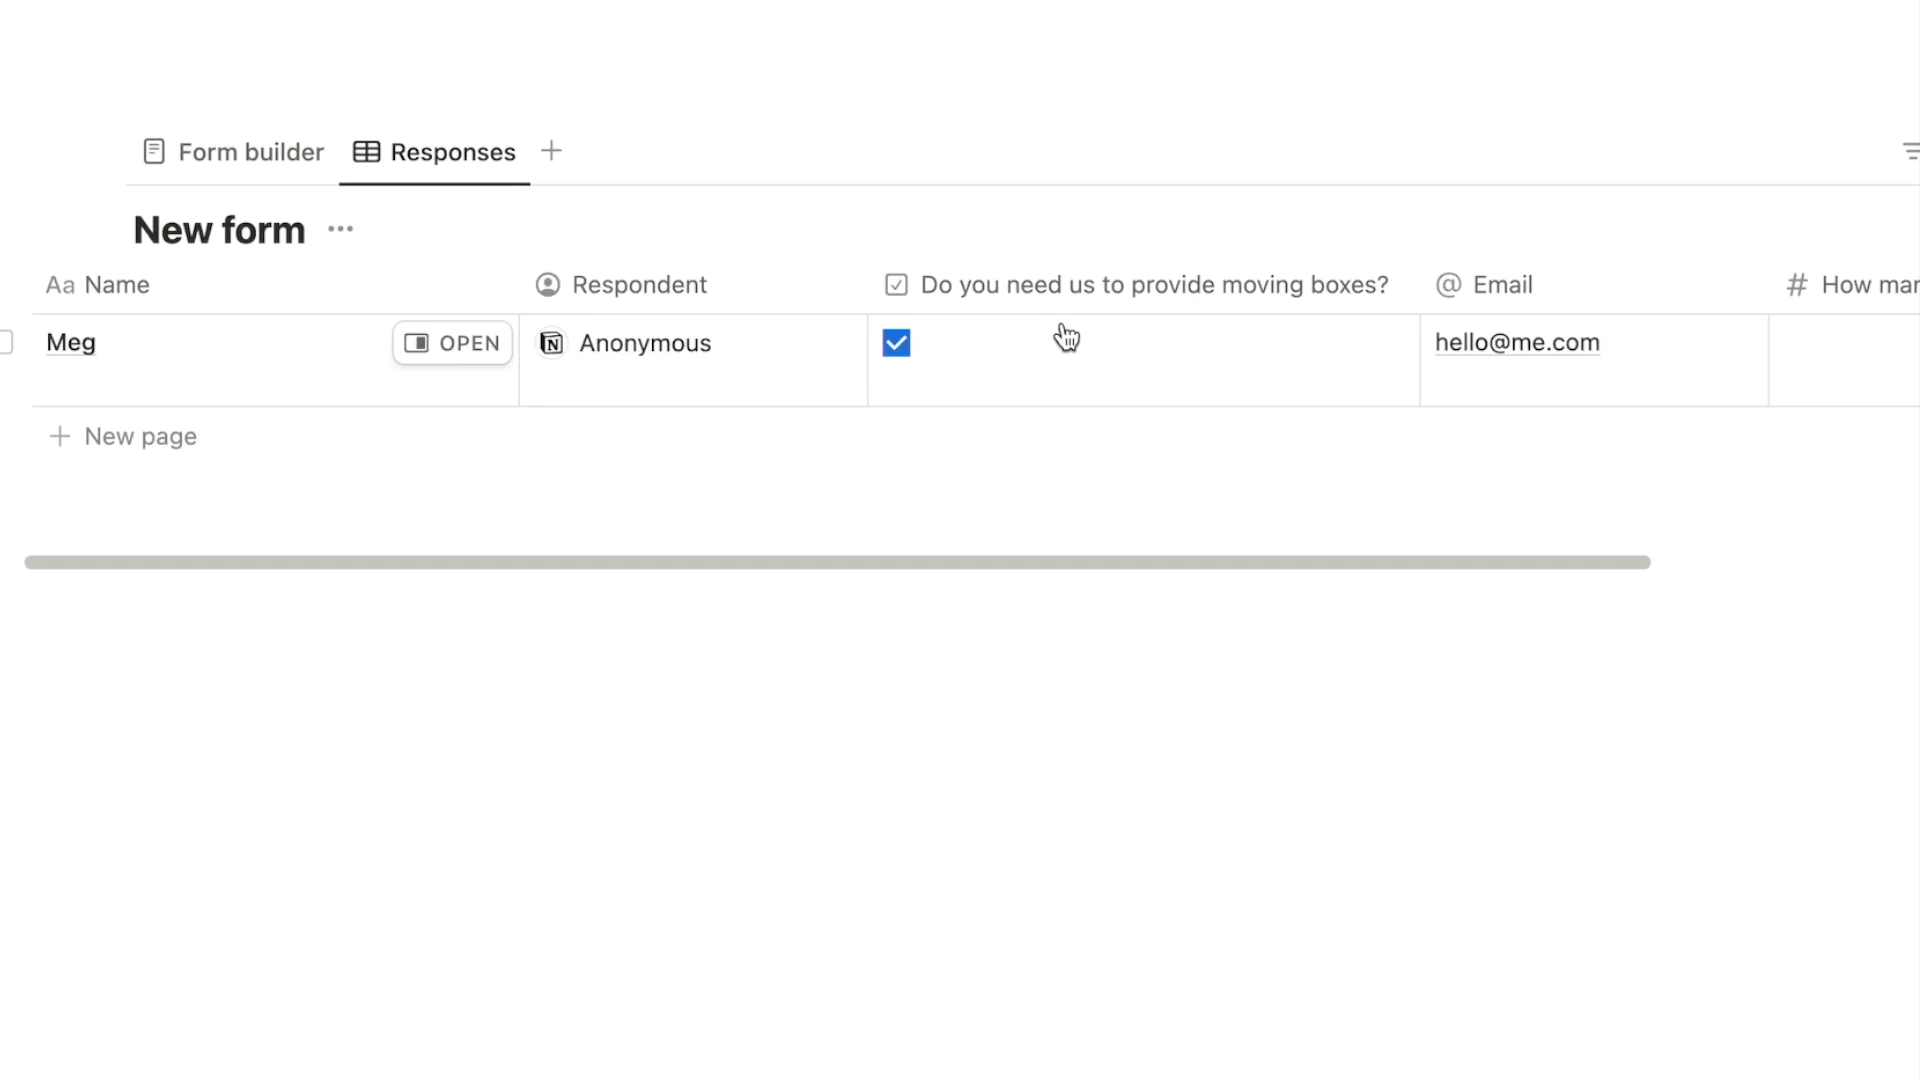 Form builder Responses
New form
Aa Name Respondent Do you need us to provide moving boxes? @ Email # How
Meg OPEN Anonymous hello@me.com
New page